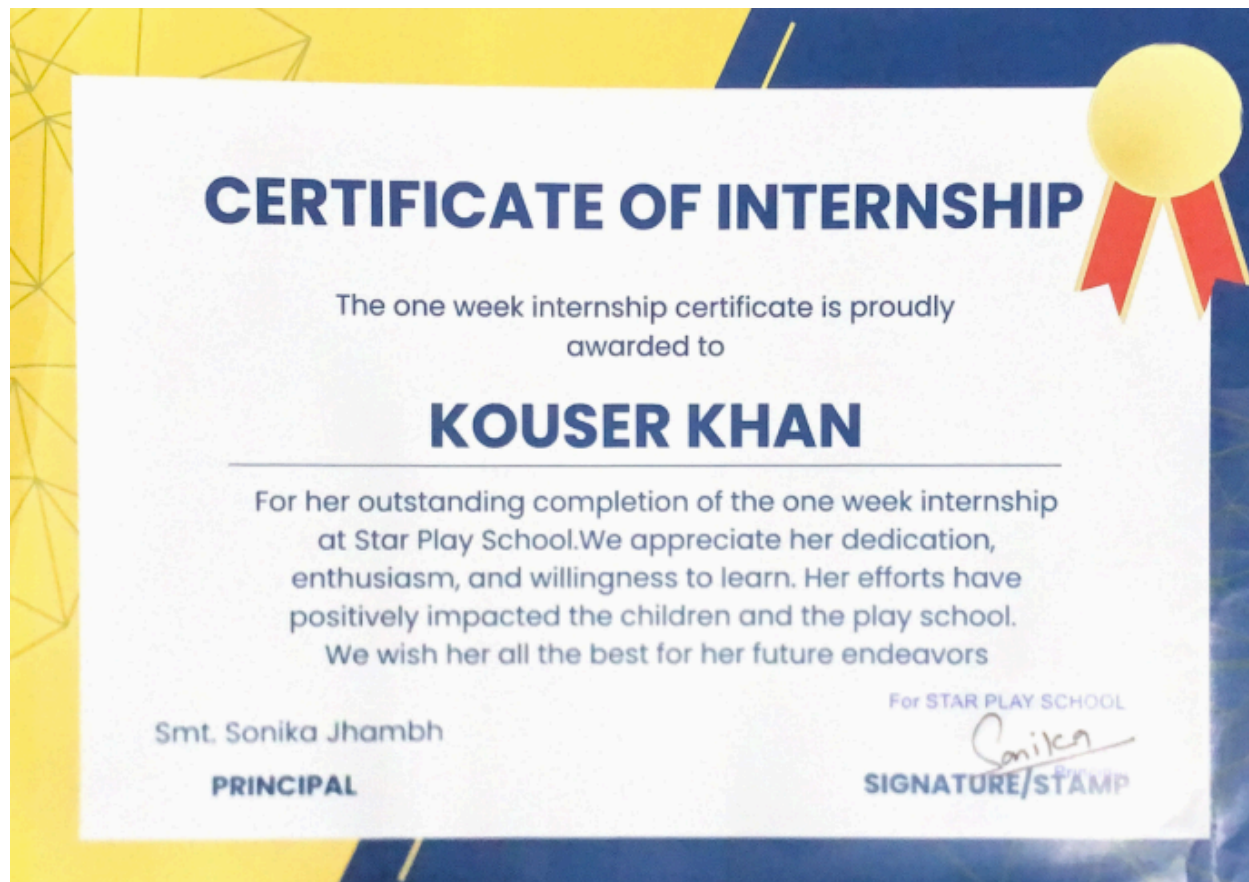 CERTIFICATE OF INTERNSHIP
The one week internship certificate is proudly
awarded to
KOUSER KHAN
For her outstanding completion of the one week internship
at Star Play School.We appreciate her dedication,
enthusiasm, and willingness to learn. Her efforts have
positively impacted the children and the play school.
We wish her all the best for her future endeavors
For STAR PLAY SCHOOL
Smt. Sonika Jhambh
Sonika
PRINCIPAL
SIGNATURE/STAMP